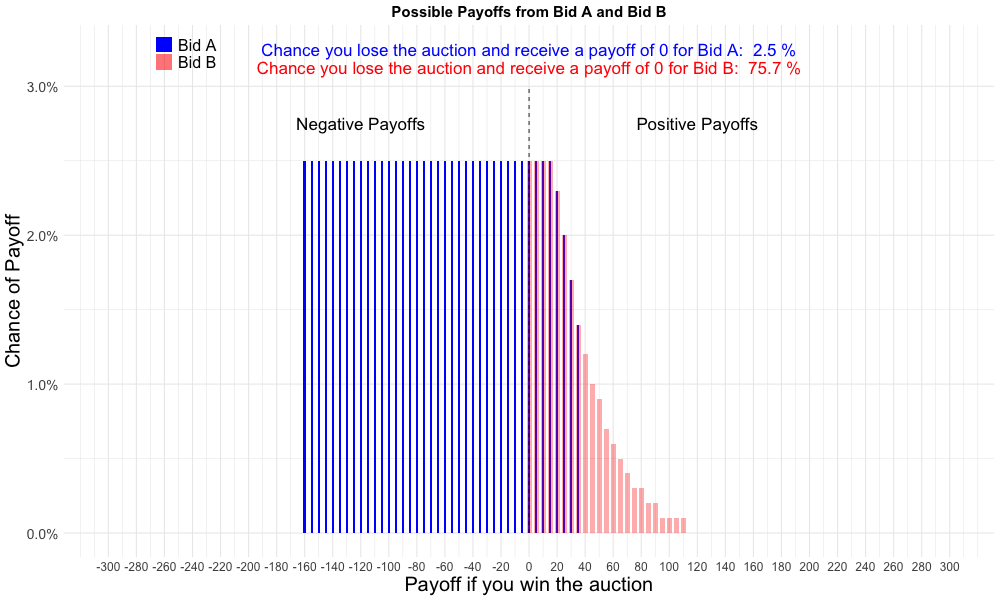 Possible Payoffs from Bid A and Bid B
Bid A
Bid B
Chance you lose the auction and receive a payoff of 0 for Bid A:  2.5 %
Chance you lose the auction and receive a payoff of 0 for Bid B:  75.7 %
Negative Payoffs
Positive Payoffs
Chance of Payoff
3.0%
2.0%
1.0%
0.0%
-300 -280 -260 -240 -220 -200 -180 -160 -140 -120 -100 -80 -60 -40 -20 0 20 40 60 80 100 120 140 160 180 200 220 240 260 280 300
Payoff if you win the auction